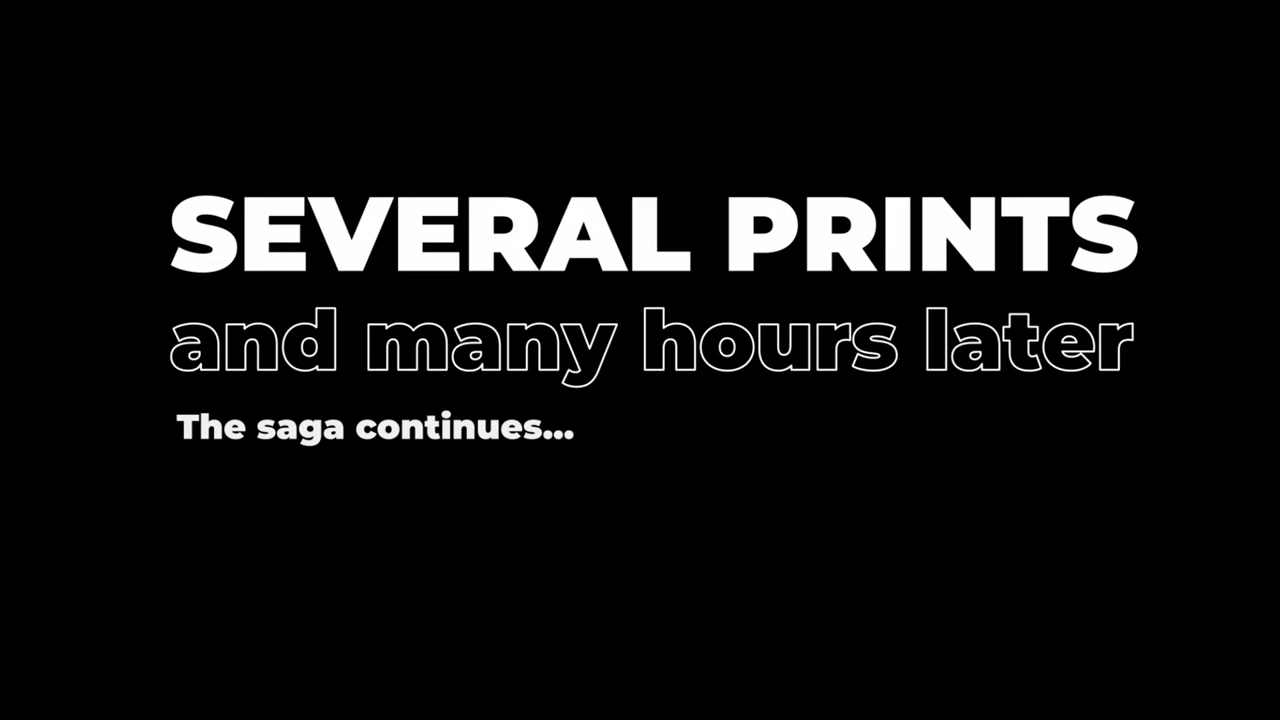 SEVERAL PRINTS
and many hours later
The saga continues...